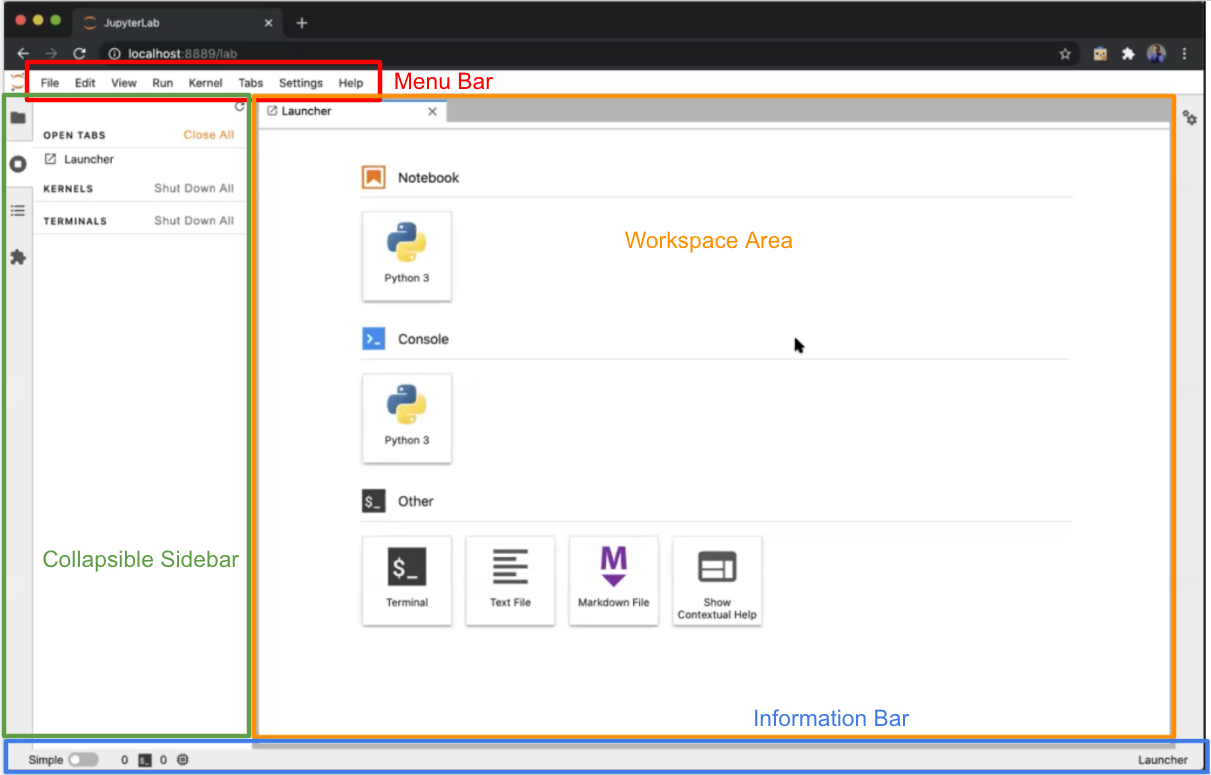 JupyterLab
localhost:8889/lab
File Edit View Run Kernel Tabs Settings Help
Menu Bar
Launcher
OPEN TABS Close All
Launcher
KERNELS Shut Down All
TERMINALS Shut Down All
Notebook
Python 3
Workspace Area
Console
Python 3
$_ Other
$_
Terminal
Text File
M
Markdown File
Show
Contextual Help
Collapsible Sidebar
Information Bar
Simple 0 0 Launcher